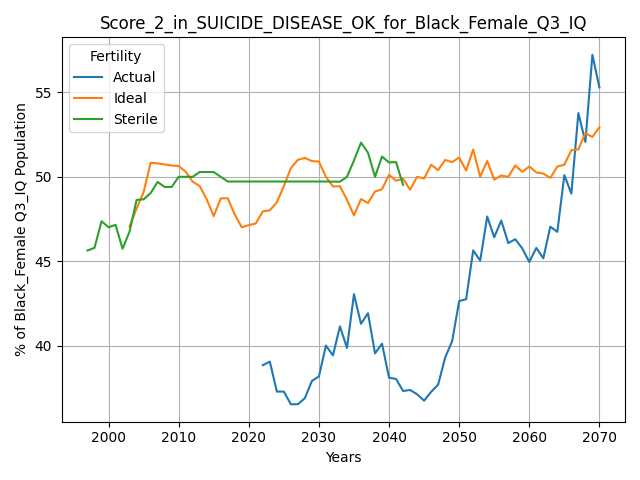 Score_2_in_SUICIDE_DISEASE_OK_for_Black_Female_Q3_IQ
Fertility
Actual
Ideal
Sterile
% of Black_Female Q3_IQ Population
55
50
45
40
2000 2010 2020 2030 2040 2050 2060 2070
Years